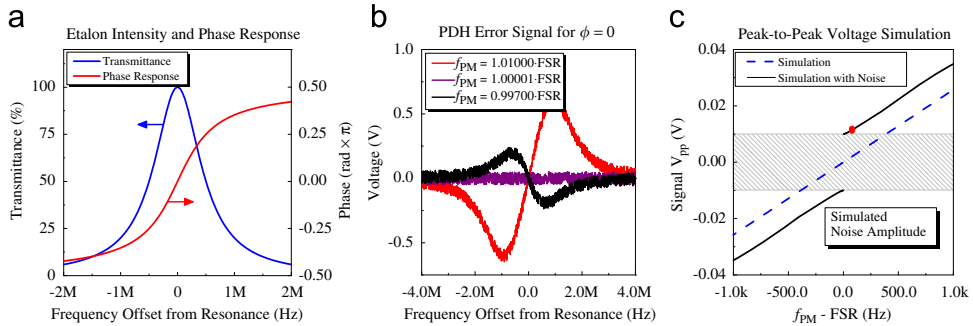 a
Etalon Intensity and Phase Response
Transmittance
Phase Response
Transmittance (%)
100
75
50
25
0
0.50
0.25
0.00
-0.25
-0.50
Phase (rad × π)
-2M -1M 0 1M 2M
Frequency Offset from Resonance (Hz)
b
PDH Error Signal for ϕ = 0
f_PM = 1.01000·FSR
f_PM = 1.00001·FSR
f_PM = 0.99700·FSR
Voltage (V)
1.0
0.5
0.0
-0.5
-4.0M -2.0M 0 2.0M 4.0M
Frequency Offset from Resonance (Hz)
c
Peak-to-Peak Voltage Simulation
Simulation
Simulation with Noise
Signal V_pp (V)
0.04
0.02
0.00
-0.02
-0.04
Simulated
Noise Amplitude
-1.0k -500.0 0.0 500.0 1.0k
f_PM - FSR (Hz)